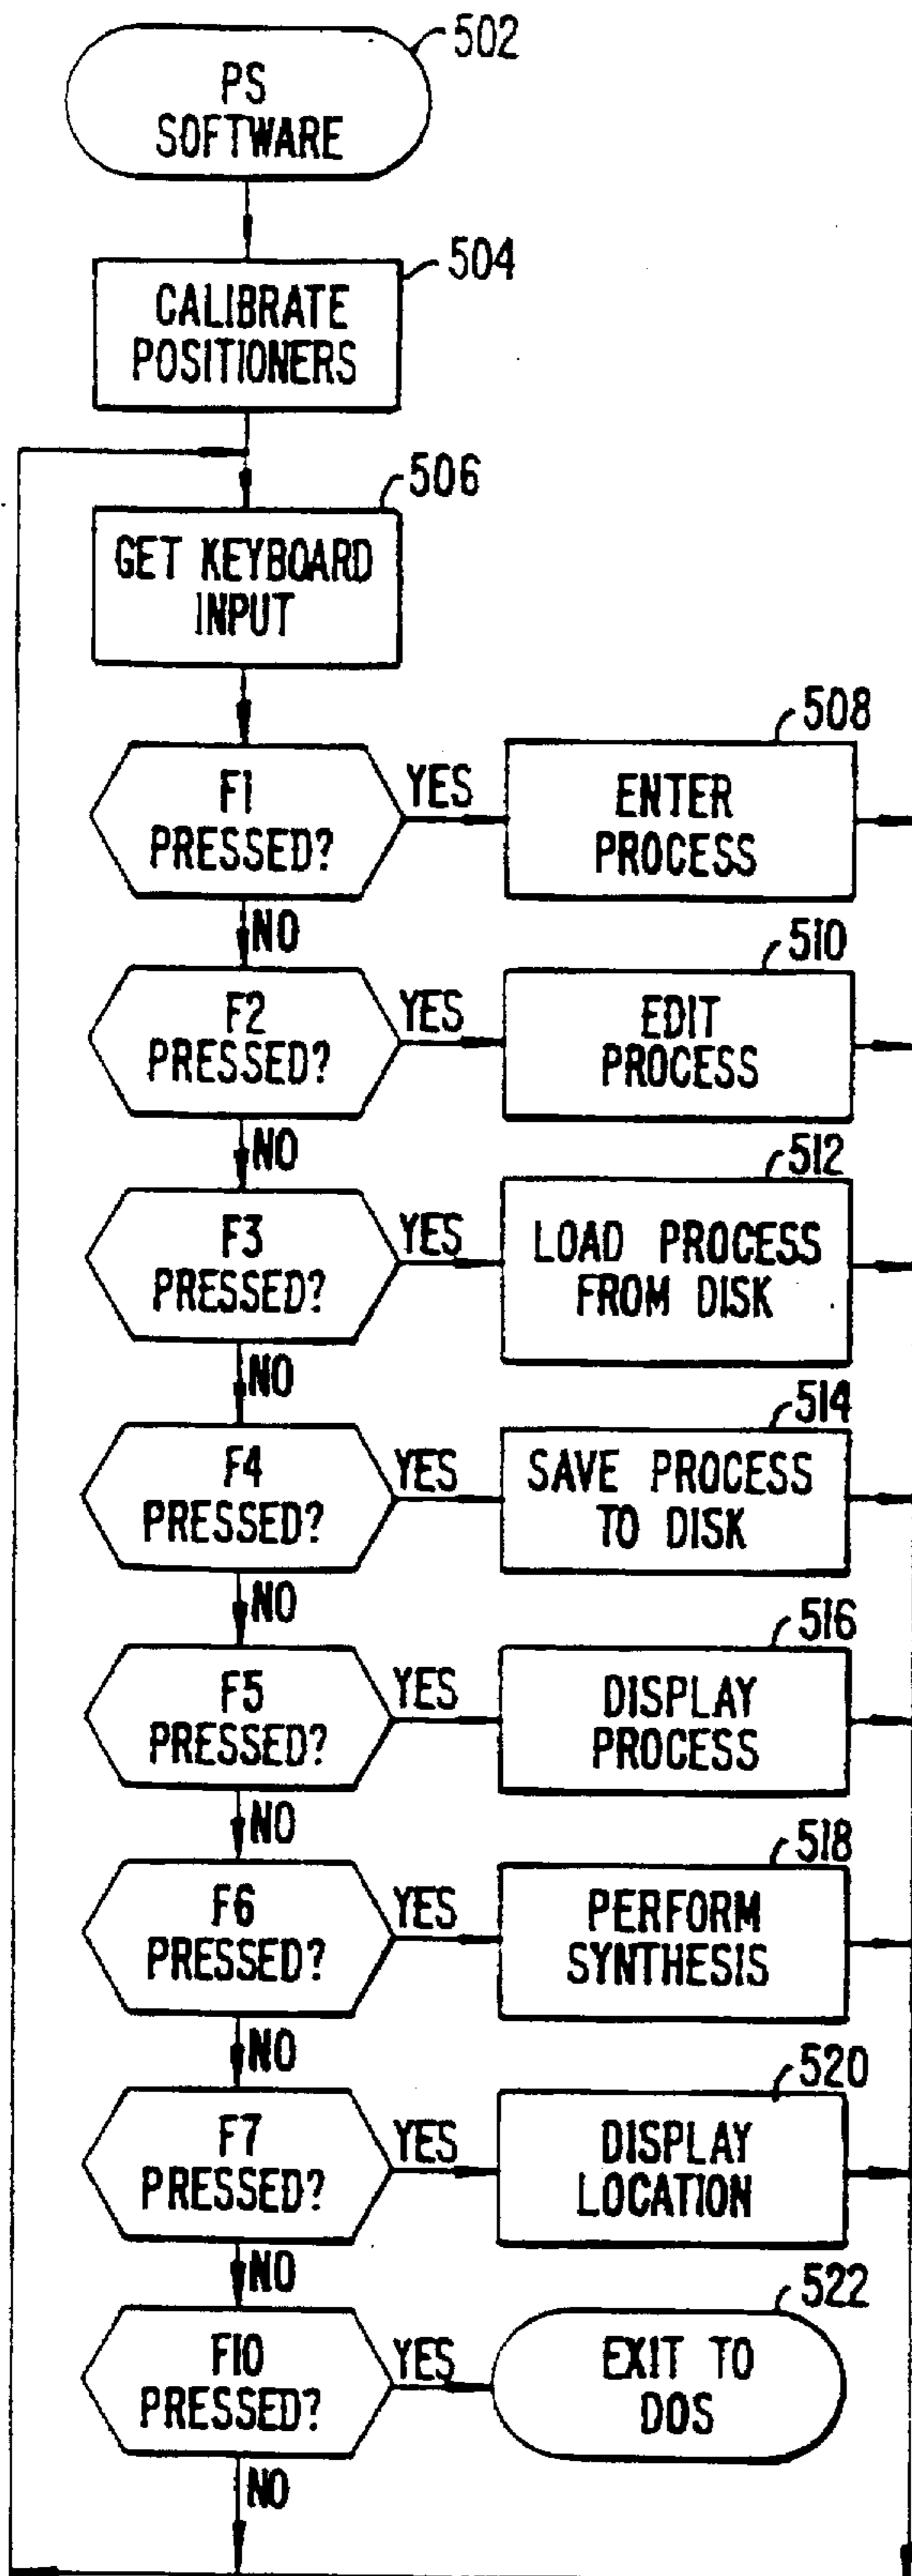 502
PS
SOFTWARE
504
CALIBRATE
POSITIONERS
506
GET KEYBOARD
INPUT
F1
PRESSED?
YES
508
ENTER
PROCESS
NO
F2
PRESSED?
YES
510
EDIT
PROCESS
NO
F3
PRESSED?
YES
512
LOAD PROCESS
FROM DISK
NO
F4
PRESSED?
YES
514
SAVE PROCESS
TO DISK
NO
F5
PRESSED?
YES
516
DISPLAY
PROCESS
NO
F6
PRESSED?
YES
518
PERFORM
SYNTHESIS
NO
F7
PRESSED?
YES
520
DISPLAY
LOCATION
NO
F10
PRESSED?
YES
522
EXIT TO
DOS
NO